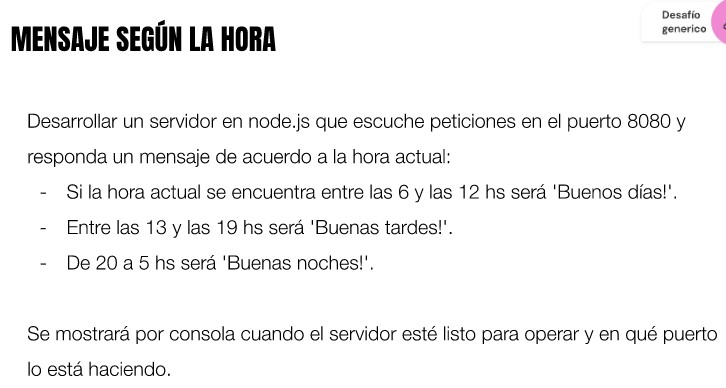 Desafío
generico
MENSAJE SEGÚN LA HORA
Desarrollar un servidor en node.js que escuche peticiones en el puerto 8080 y
responda un mensaje de acuerdo a la hora actual:
- Si la hora actual se encuentra entre las 6 y las 12 hs será 'Buenos días!'.
- Entre las 13 y las 19 hs será 'Buenas tardes!'.
- De 20 a 5 hs será 'Buenas noches!'.
Se mostrará por consola cuando el servidor esté listo para operar y en qué puerto
lo está haciendo.